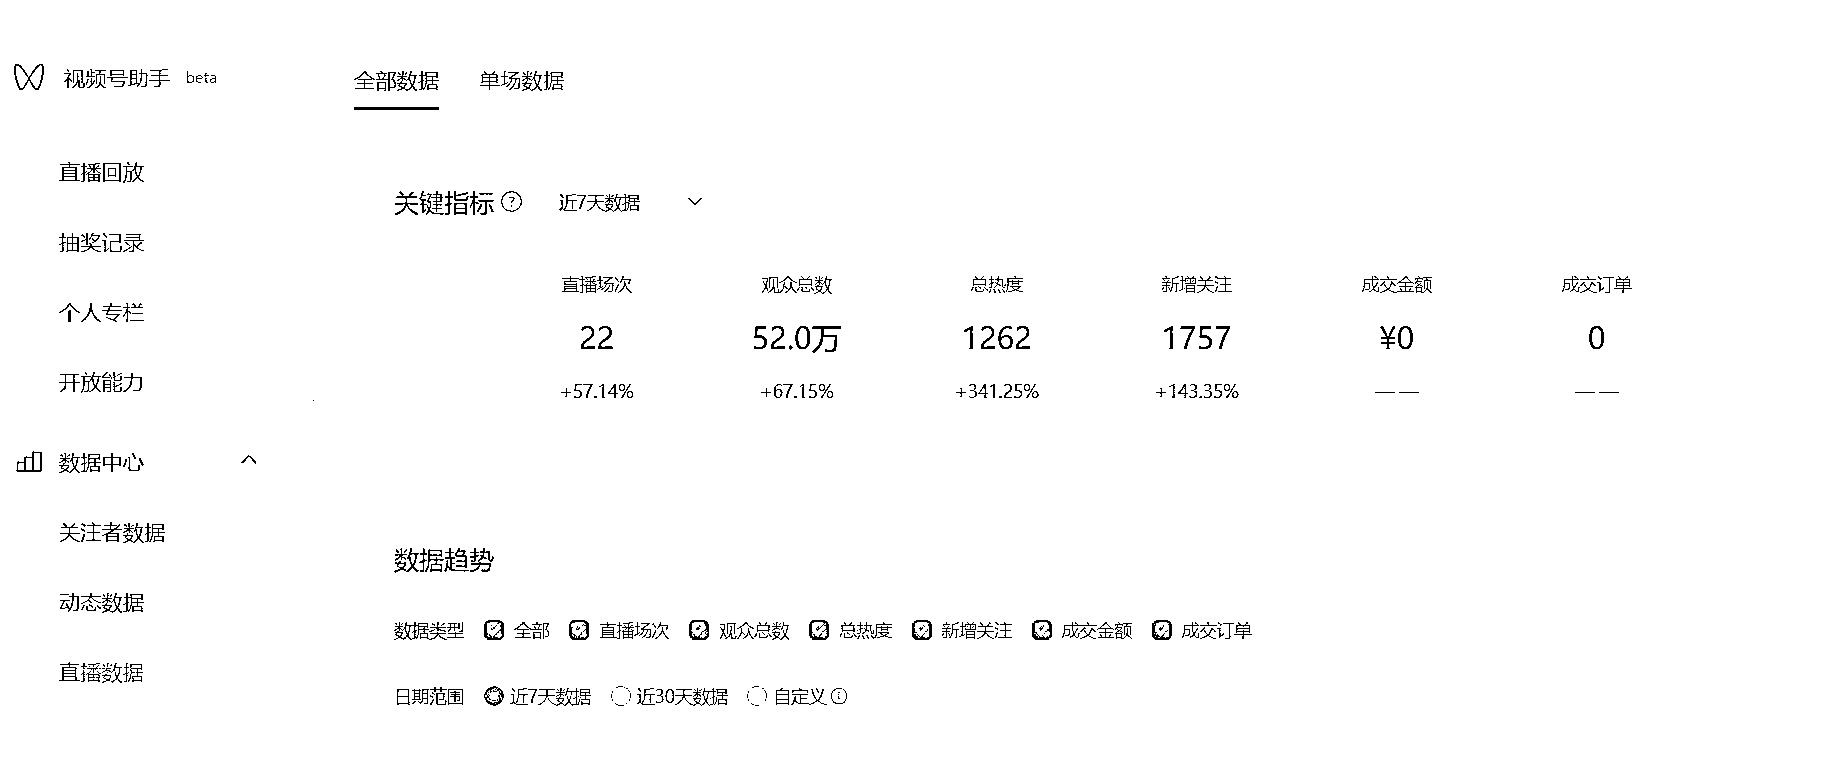 视频号助手 beta
全部数据 单场数据
直播回放
抽奖记录
个人专栏
开放能力
数据中心
关注者数据
动态数据
直播数据
关键指标 ? 近7天数据
直播场次 观众总数 总热度 新增关注 成交金额 成交订单
22 52.0万 1262 1757 ¥0 0
+57.14% +67.15% +341.25% +143.35% —— ——
数据趋势
数据类型 全部 直播场次 观众总数 总热度 新增关注 成交金额 成交订单
日期范围 近7天数据 近30天数据 自定义